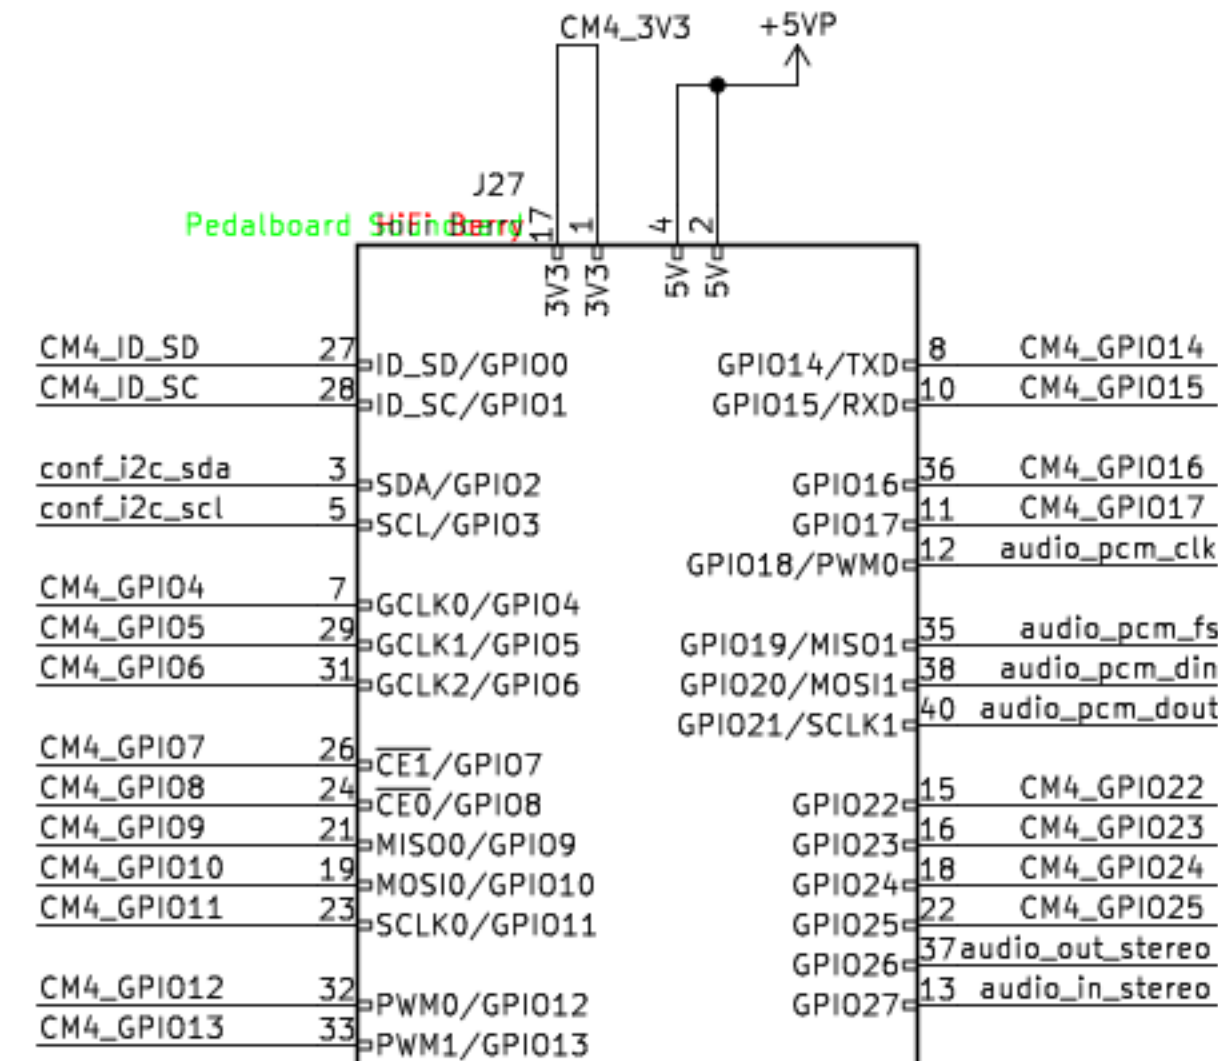 CM4_3V3 +5VP
J27
Pedalboard HiFi Berry
17 1 4 2
3V3 3V3 5V 5V
CM4_ID_SD 27 ID_SD/GPIO0 GPIO14/TXD 8 CM4_GPIO14
CM4_ID_SC 28 ID_SC/GPIO1 GPIO15/RXD 10 CM4_GPIO15
conf_i2c_sda 3 SDA/GPIO2 GPIO16 36 CM4_GPIO16
conf_i2c_scl 5 SCL/GPIO3 GPIO17 11 CM4_GPIO17
GPIO18/PWM0 12 audio_pcm_clk
CM4_GPIO4 7 GCLK0/GPIO4
CM4_GPIO5 29 GCLK1/GPIO5 GPIO19/MISO1 35 audio_pcm_fs
CM4_GPIO6 31 GCLK2/GPIO6 GPIO20/MOSI1 38 audio_pcm_din
GPIO21/SCLK1 40 audio_pcm_dout
CM4_GPIO7 26 CE1/GPIO7
CM4_GPIO8 24 CE0/GPIO8 GPIO22 15 CM4_GPIO22
CM4_GPIO9 21 MISO0/GPIO9 GPIO23 16 CM4_GPIO23
CM4_GPIO10 19 MOSI0/GPIO10 GPIO24 18 CM4_GPIO24
CM4_GPIO11 23 SCLK0/GPIO11 GPIO25 22 CM4_GPIO25
GPIO26 37 audio_out_stereo
CM4_GPIO12 32 PWM0/GPIO12 GPIO27 13 audio_in_stereo
CM4_GPIO13 33 PWM1/GPIO13